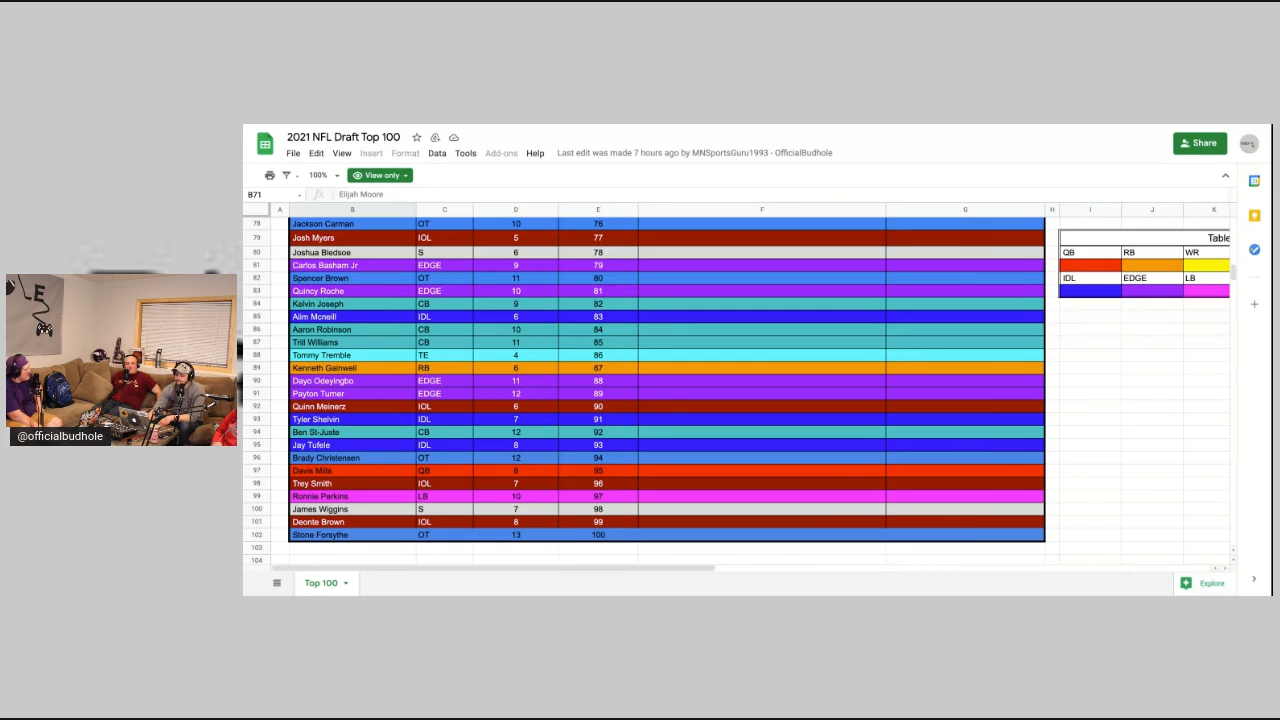 2021 NFL Draft Top 100
File Edit View Insert Format Data Tools Add-ons Help Last edit was made 7 hours ago by MNSportsGuru1993 - OfficialBudhole
Share
100% View only
B71 fx Elijah Moore
A B C D E F G H I J K
78 Jackson Carman OT 10 76
79 Josh Myers IOL 5 77 Table
80 Joshua Bledsoe S 6 78 QB RB WR
81 Carlos Basham Jr EDGE 9 79
82 Spencer Brown OT 11 80 IDL EDGE LB
83 Quincy Roche EDGE 10 81
84 Kelvin Joseph CB 9 82
85 Alim Mcneill IDL 6 83
86 Aaron Robinson CB 10 84
87 Trill Williams CB 11 85
88 Tommy Tremble TE 4 86
89 Kenneth Gainwell RB 6 87
90 Dayo Odeyingbo EDGE 11 88
91 Payton Turner EDGE 12 89
92 Quinn Meinerz IOL 6 90
93 Tyler Shelvin IDL 7 91
94 Ben St-Juste CB 12 92
95 Jay Tufele IDL 8 93
96 Brady Christensen OT 12 94
97 Davis Mills QB 6 95
98 Trey Smith IOL 7 96
99 Ronnie Perkins LB 10 97
100 James Wiggins S 7 98
101 Deonte Brown IOL 8 99
102 Stone Forsythe OT 13 100
103
104
Top 100
Explore
@officialbudhole